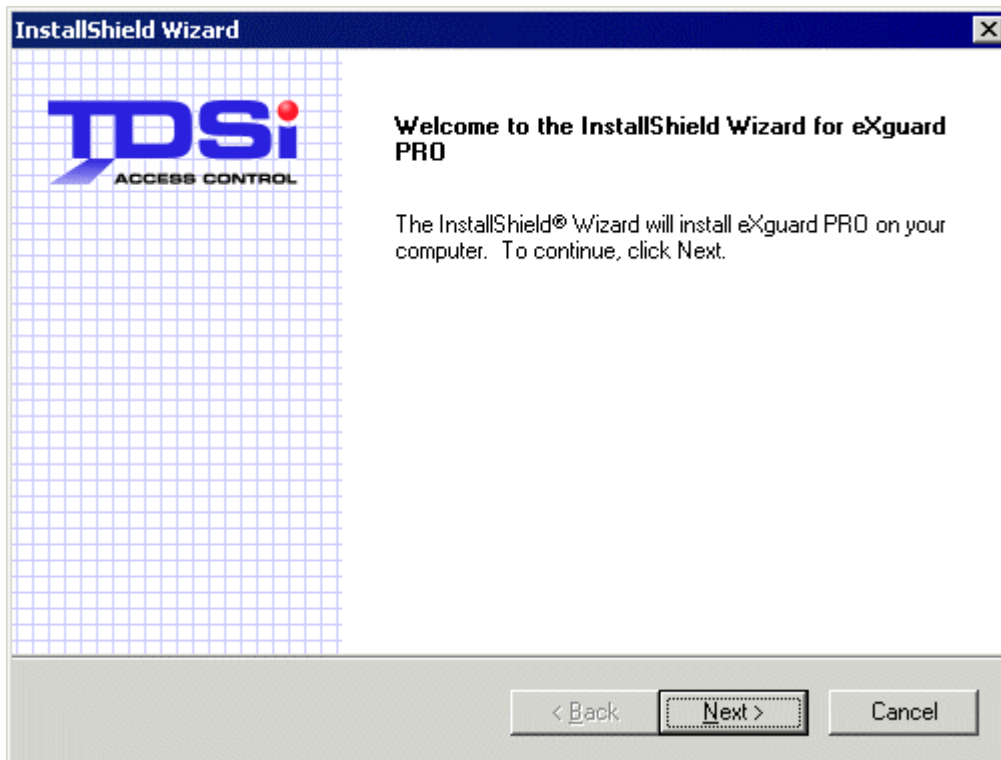 InstallShield Wizard
TDSi
ACCESS CONTROL
Welcome to the InstallShield Wizard for eXguard
PRO
The InstallShield® Wizard will install eXguard PRO on your
computer. To continue, click Next.
< Back
Next >
Cancel